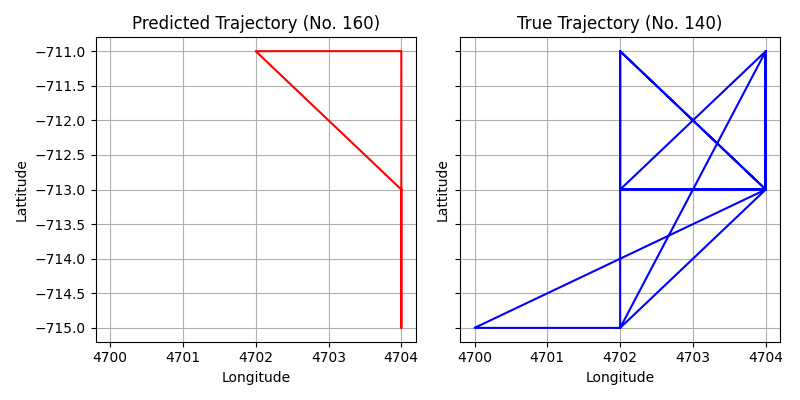 Predicted Trajectory (No. 160)
True Trajectory (No. 140)
−711.0
−711.5
−712.0
−712.5
−713.0
−713.5
−714.0
−714.5
−715.0
Lattitude
Lattitude
4700 4701 4702 4703 4704
4700 4701 4702 4703 4704
Longitude
Longitude